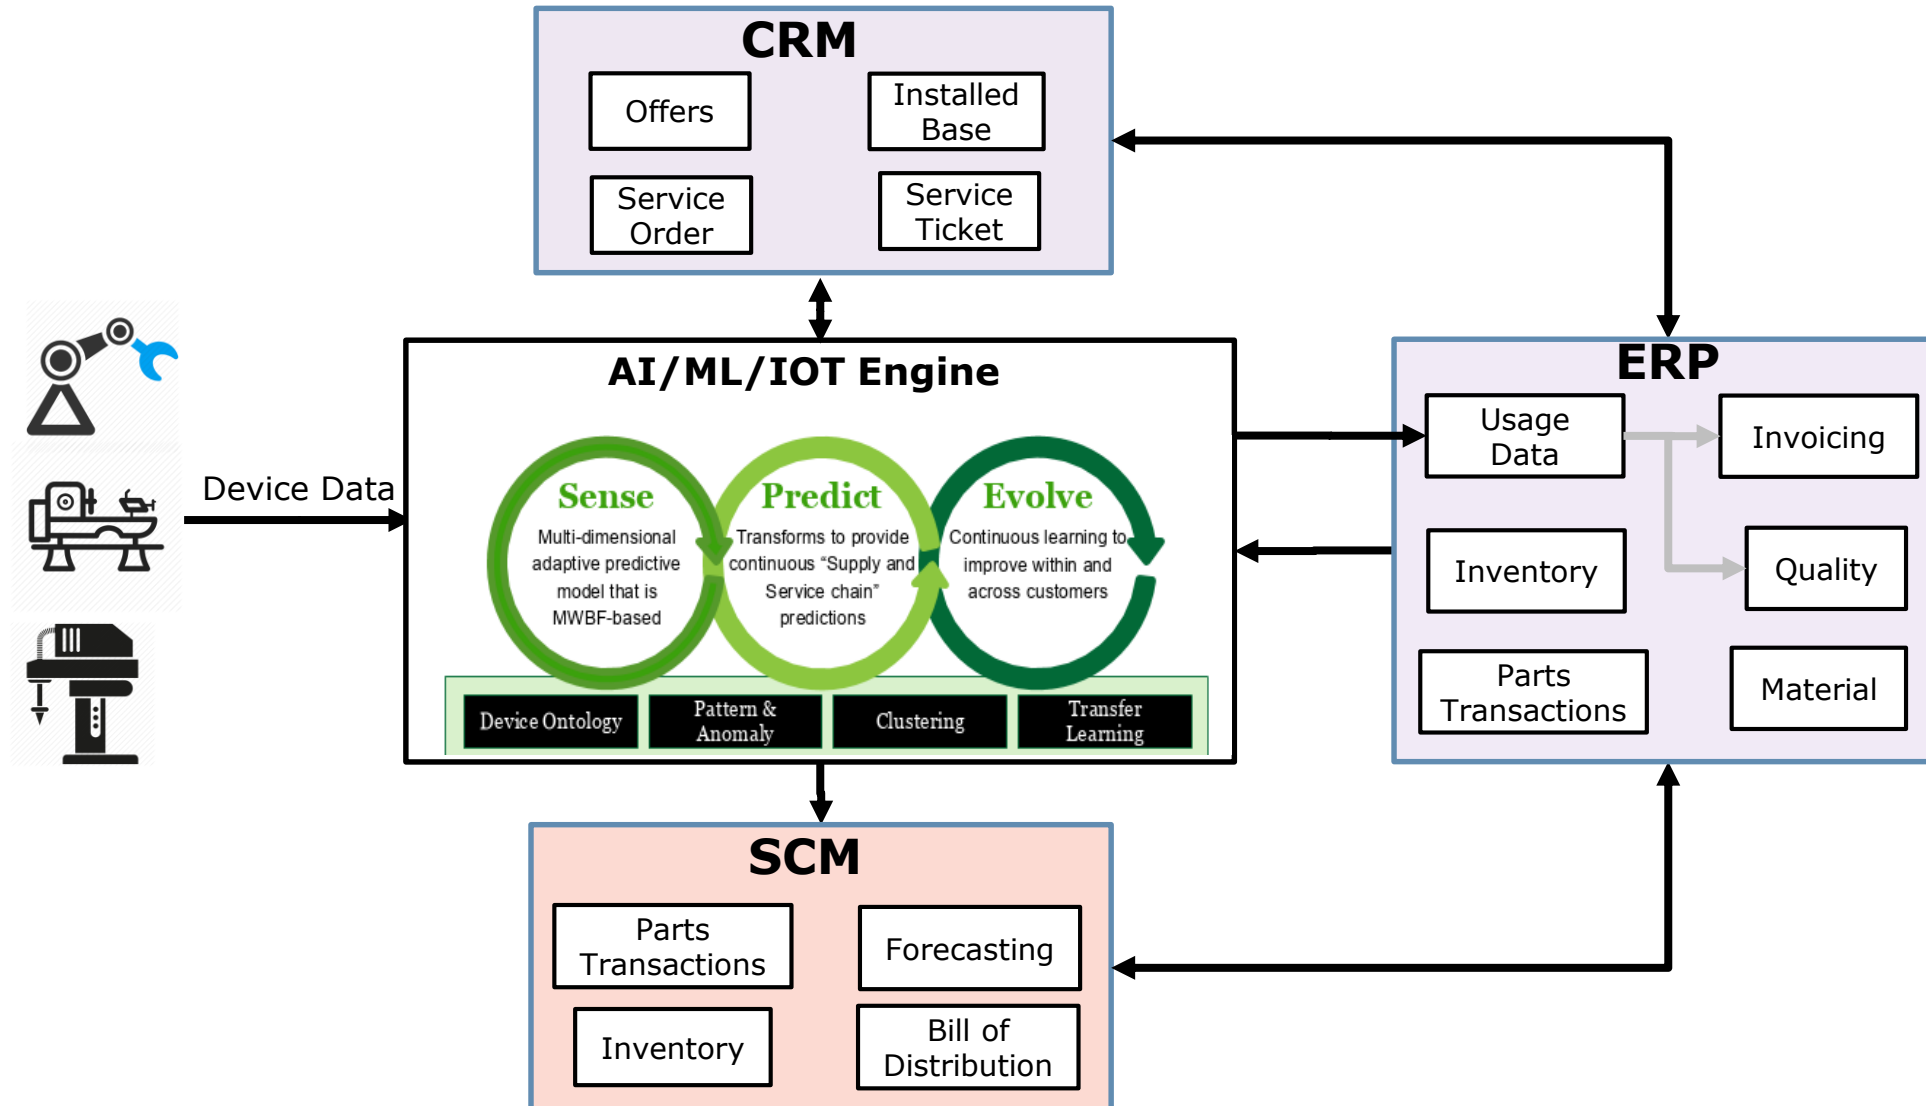 CRM
Offers
Installed
Base
Service
Order
Service
Ticket
Device Data
AI/ML/IOT Engine
Sense
Multi-dimensional
adaptive predictive
model that is
MWBF-based
Predict
Transforms to provide
continuous “Supply and
Service chain”
predictions
Evolve
Continuous learning to
improve within and
across customers
Device Ontology
Pattern &
Anomaly
Clustering
Transfer
Learning
ERP
Usage
Data
Invoicing
Inventory
Quality
Parts
Transactions
Material
SCM
Parts
Transactions
Forecasting
Inventory
Bill of
Distribution